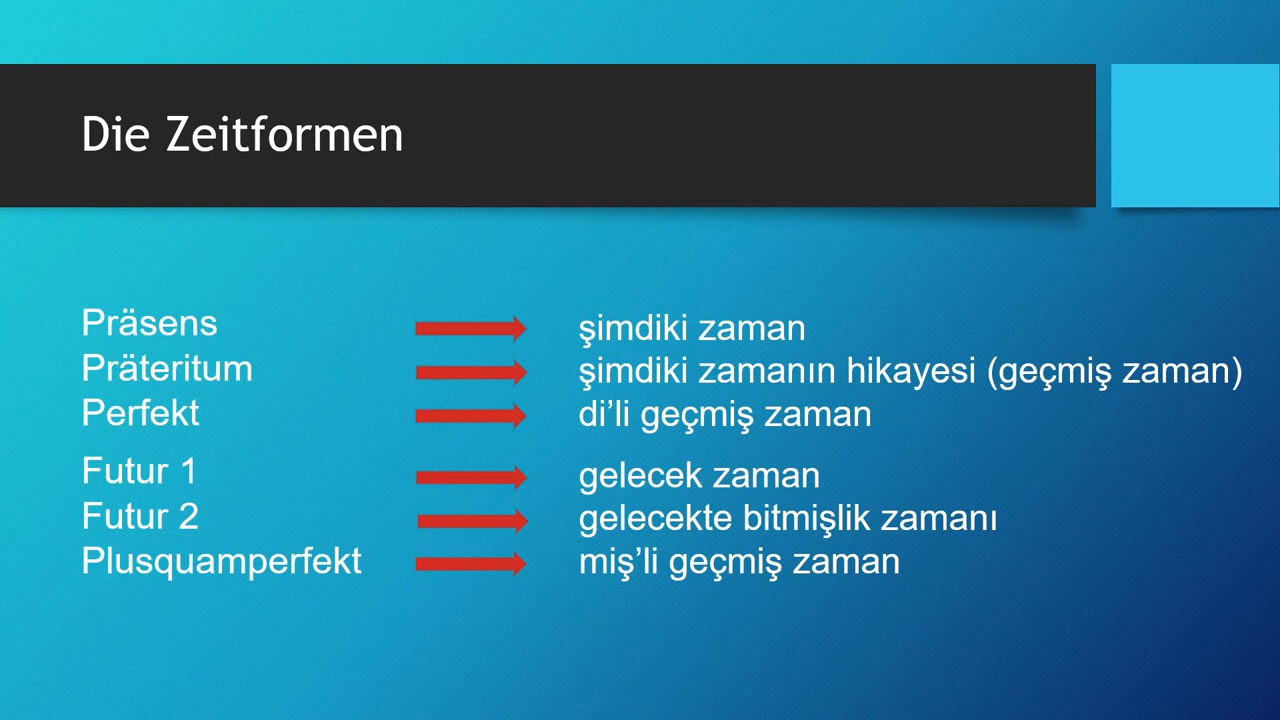 Die Zeitformen
Präsens şimdiki zaman
Präteritum şimdiki zamanın hikayesi (geçmiş zaman)
Perfekt di’li geçmiş zaman
Futur 1 gelecek zaman
Futur 2 gelecekte bitmişlik zamanı
Plusquamperfekt miş’li geçmiş zaman